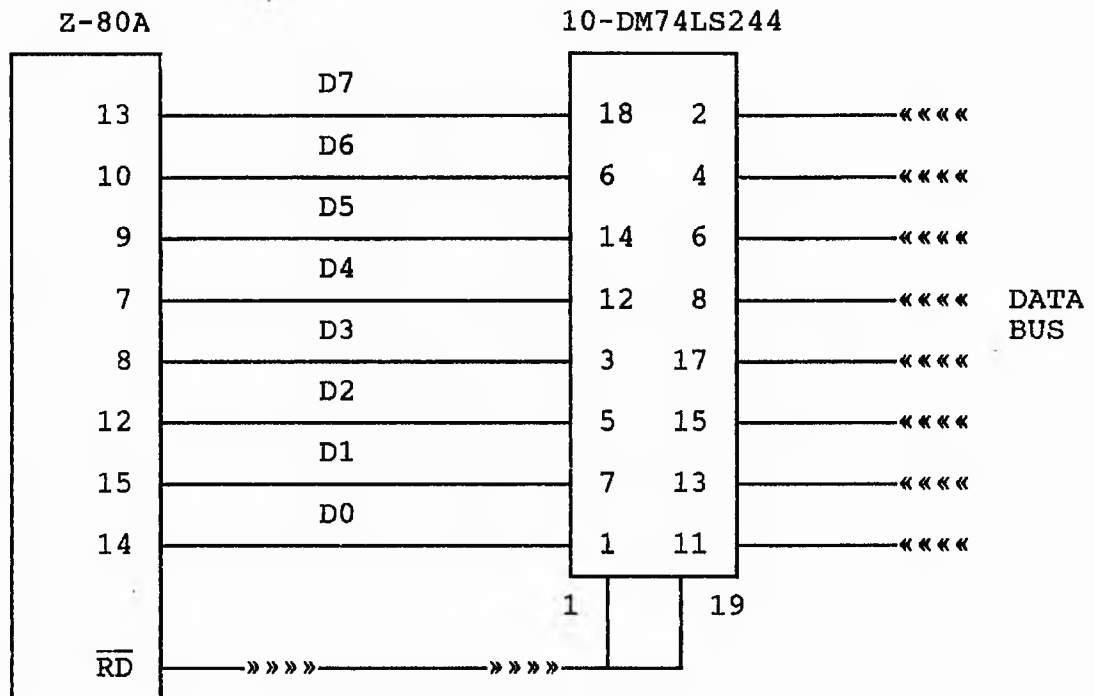 Z-80A 10-DM74LS244
D7
13 18 2 ««««
D6
10 6 4 ««««
D5
9 14 6 ««««
D4
7 12 8 «««« DATA
BUS
D3
8 3 17 ««««
D2
12 5 15 ««««
D1
15 7 13 ««««
D0
14 1 11 ««««
1 19
RD »»»» »»»»